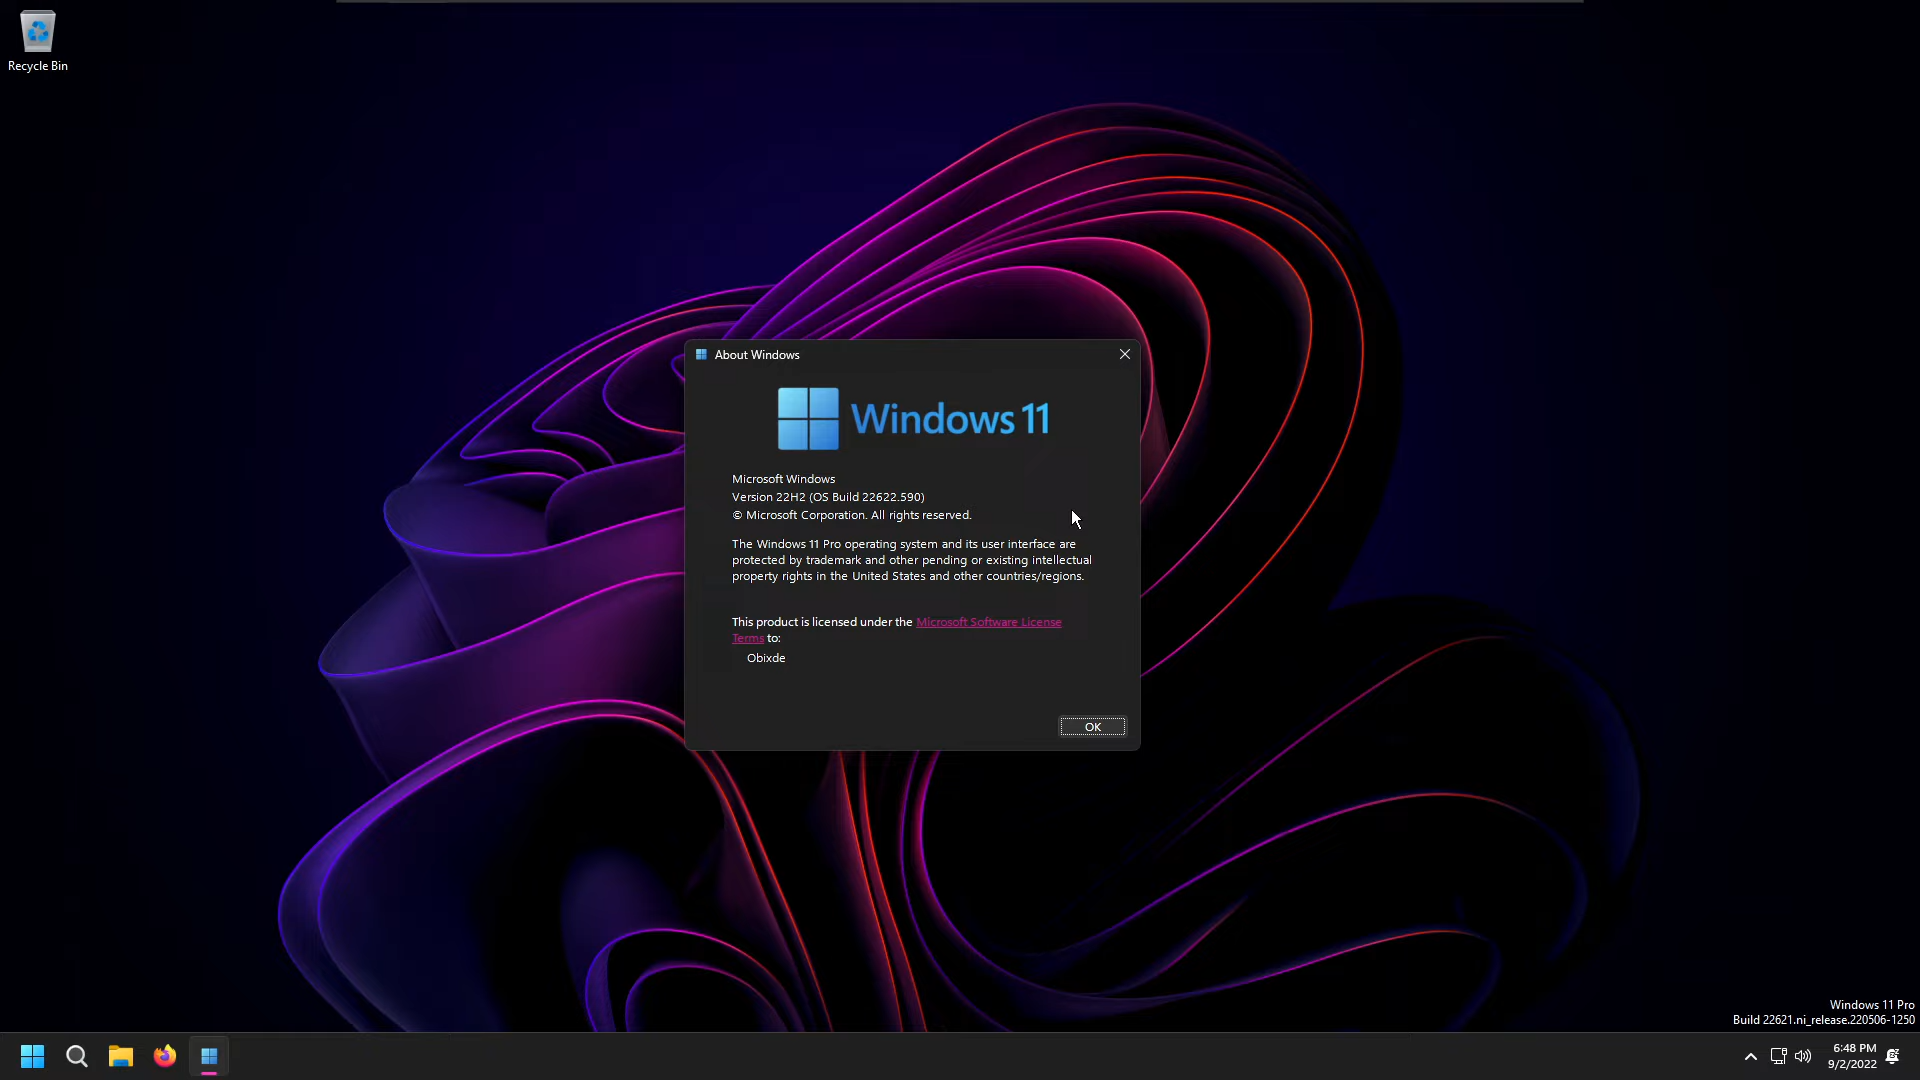 Recycle Bin
About Windows
Windows 11
Microsoft Windows
Version 22H2 (OS Build 22622.590)
© Microsoft Corporation. All rights reserved.
The Windows 11 Pro operating system and its user interface are
protected by trademark and other pending or existing intellectual
property rights in the United States and other countries/regions.
This product is licensed under the Microsoft Software License
Terms to:
Obixde
OK
Windows 11 Pro
Build 22621.ni_release.220506-1250
6:48 PM
9/2/2022